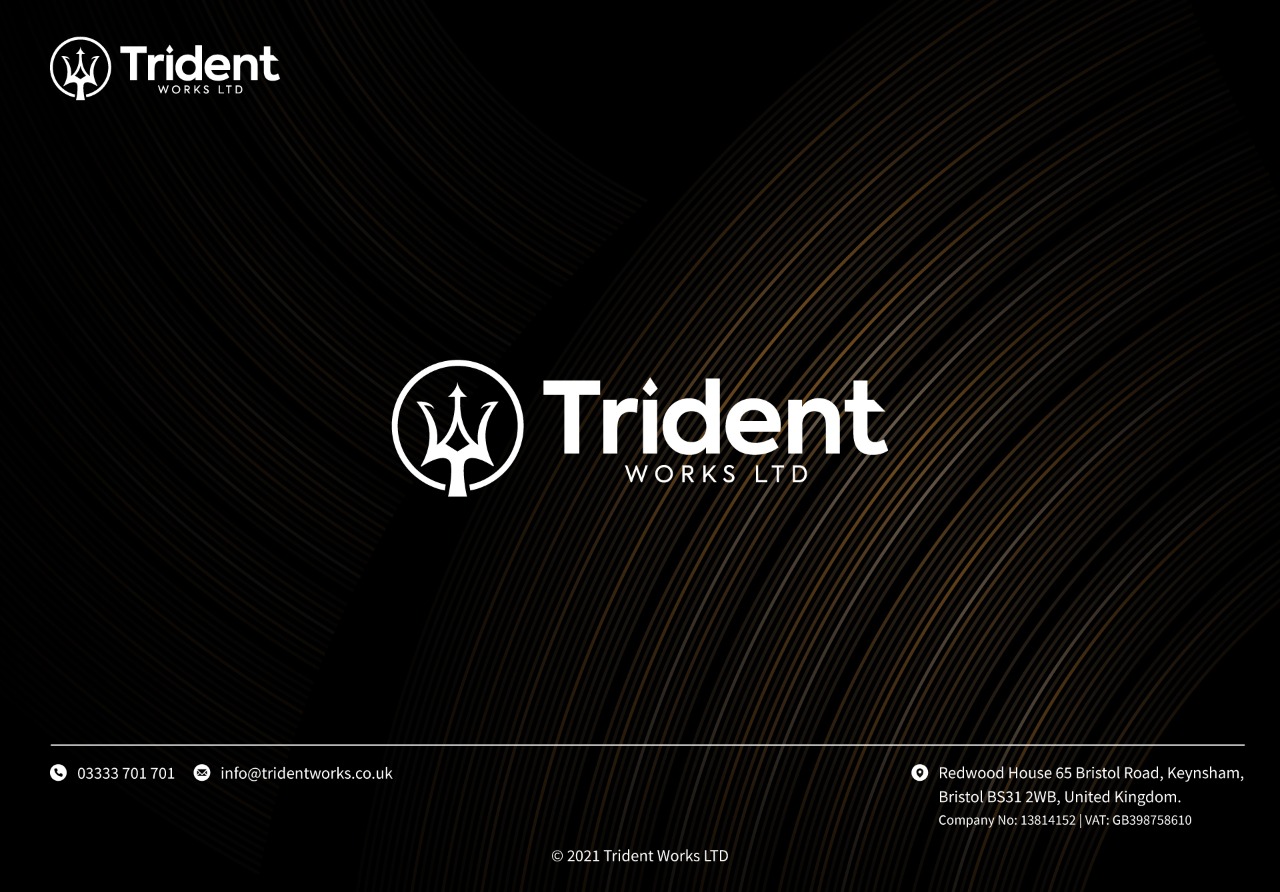 Trident
WORKS LTD
Trident
WORKS LTD
03333 701 701
info@tridentworks.co.uk
Redwood House 65 Bristol Road, Keynsham,
Bristol BS31 2WB, United Kingdom.
Company No: 13814152 | VAT: GB398758610
© 2021 Trident Works LTD